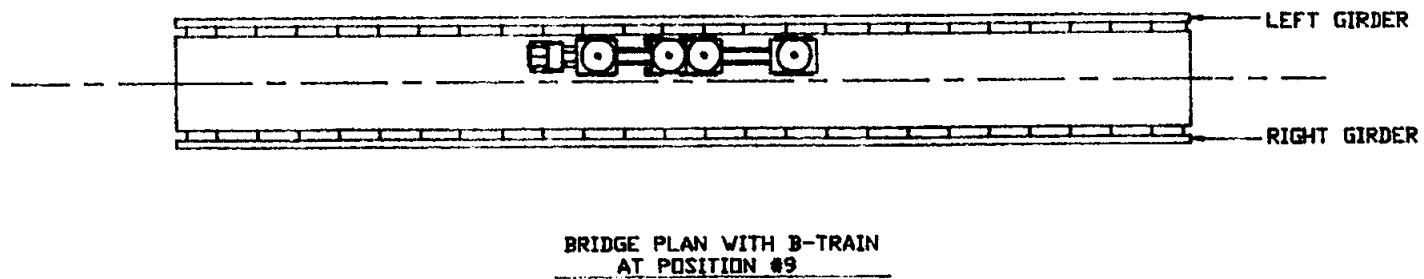 LEFT GIRDER
RIGHT GIRDER
BRIDGE PLAN WITH B-TRAIN
AT POSITION #9